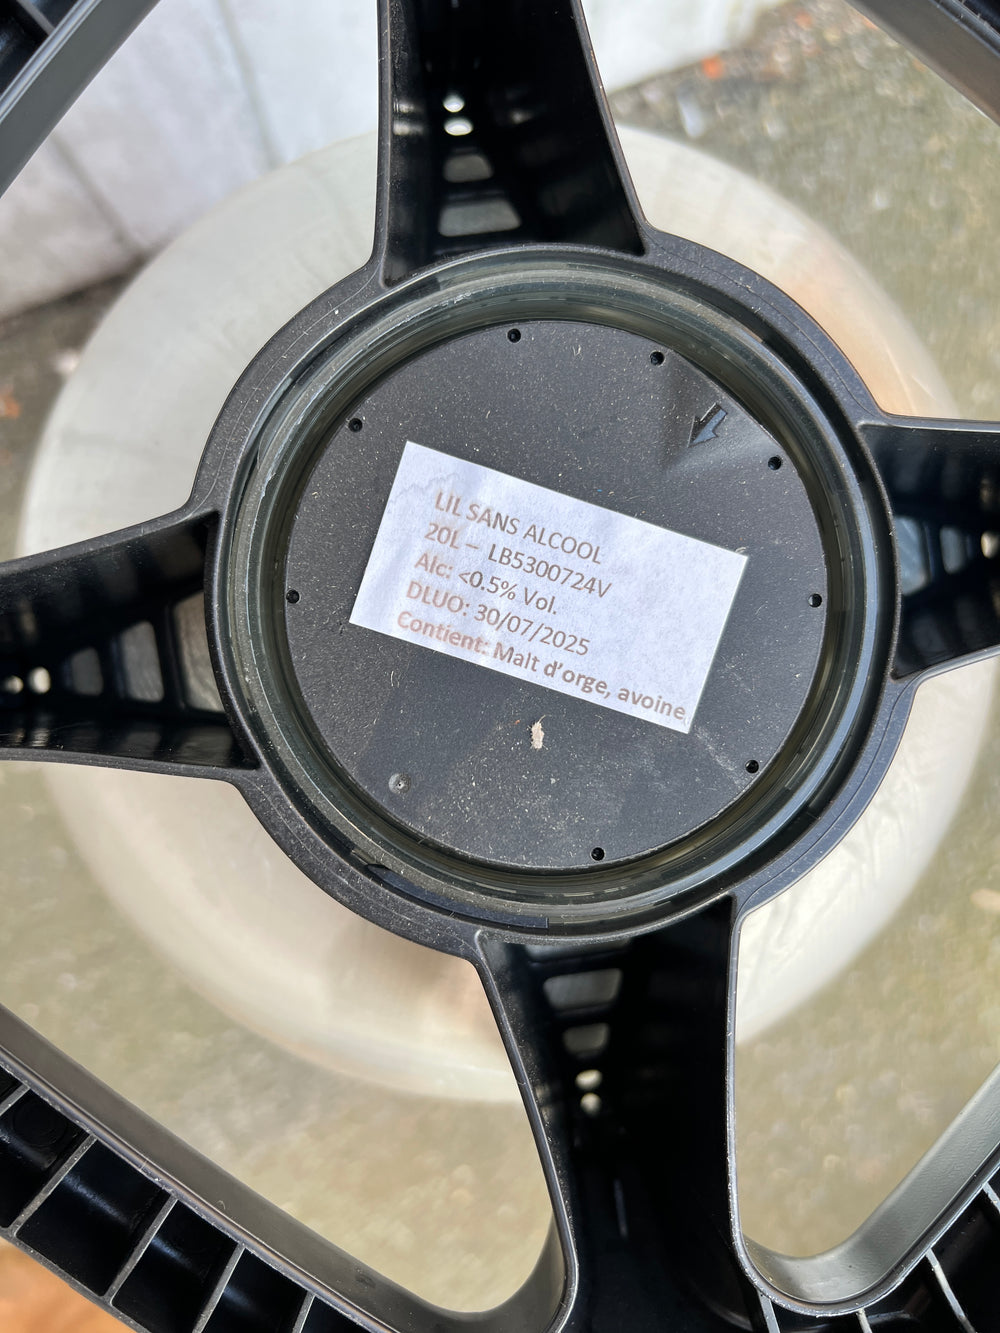 LIL SANS ALCOOL
20L – LB5300724V
Alc: <0.5% Vol.
DLUO: 30/07/2025
Contient: Malt d'orge, avoine